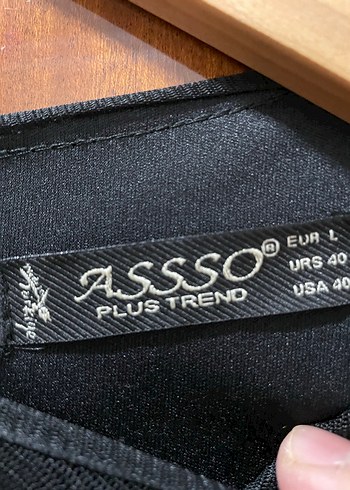 ASSSO®
PLUS TREND
EUR L
URS 40
USA 40